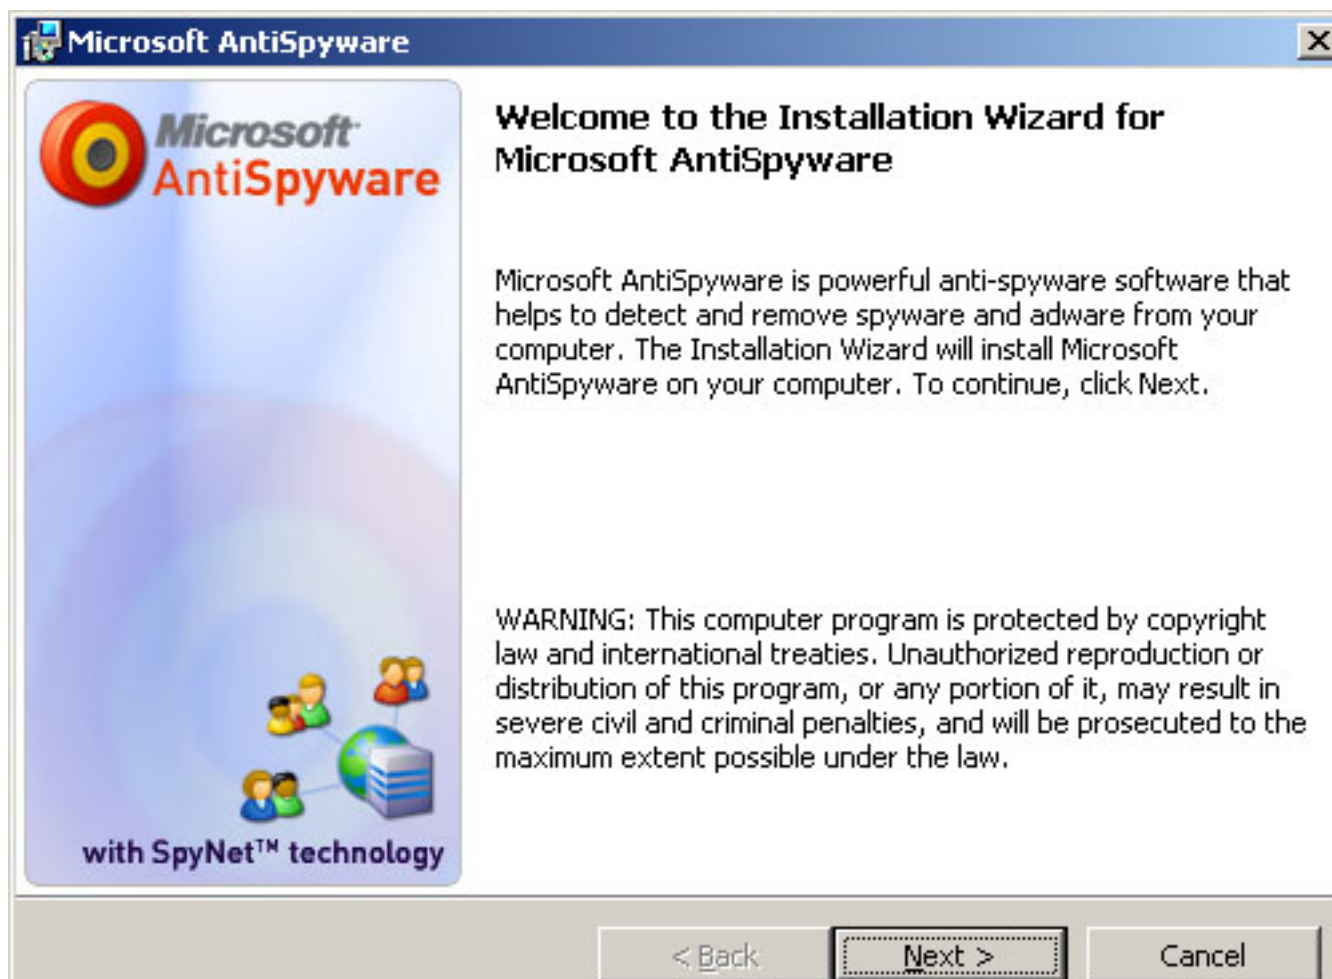 Microsoft AntiSpyware
Microsoft
AntiSpyware
with SpyNet™ technology
Welcome to the Installation Wizard for
Microsoft AntiSpyware
Microsoft AntiSpyware is powerful anti-spyware software that
helps to detect and remove spyware and adware from your
computer. The Installation Wizard will install Microsoft
AntiSpyware on your computer. To continue, click Next.
WARNING: This computer program is protected by copyright
law and international treaties. Unauthorized reproduction or
distribution of this program, or any portion of it, may result in
severe civil and criminal penalties, and will be prosecuted to the
maximum extent possible under the law.
< Back
Next >
Cancel